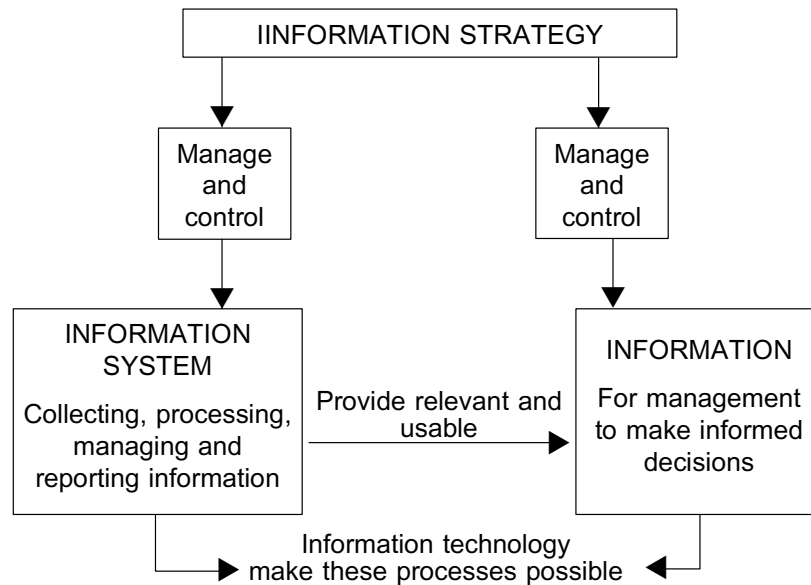 IINFORMATION STRATEGY
Manage
and
control
Manage
and
control
INFORMATION
SYSTEM
Collecting, processing,
managing and
reporting information
Provide relevant and
usable
INFORMATION
For management
to make informed
decisions
Information technology
make these processes possible